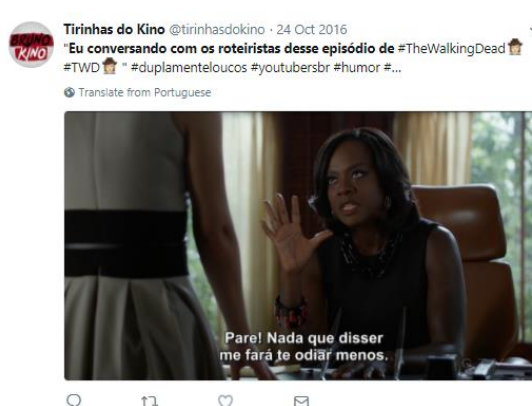 BRUNO
KINO
Tirinhas do Kino @tirinhasdokino · 24 Oct 2016
"Eu conversando com os roteiristas desse episódio de #TheWalkingDead
#TWD " #duplamenteloucos #youtubersbr #humor #...
Translate from Portuguese
Pare! Nada que disser
me fará te odiar menos.